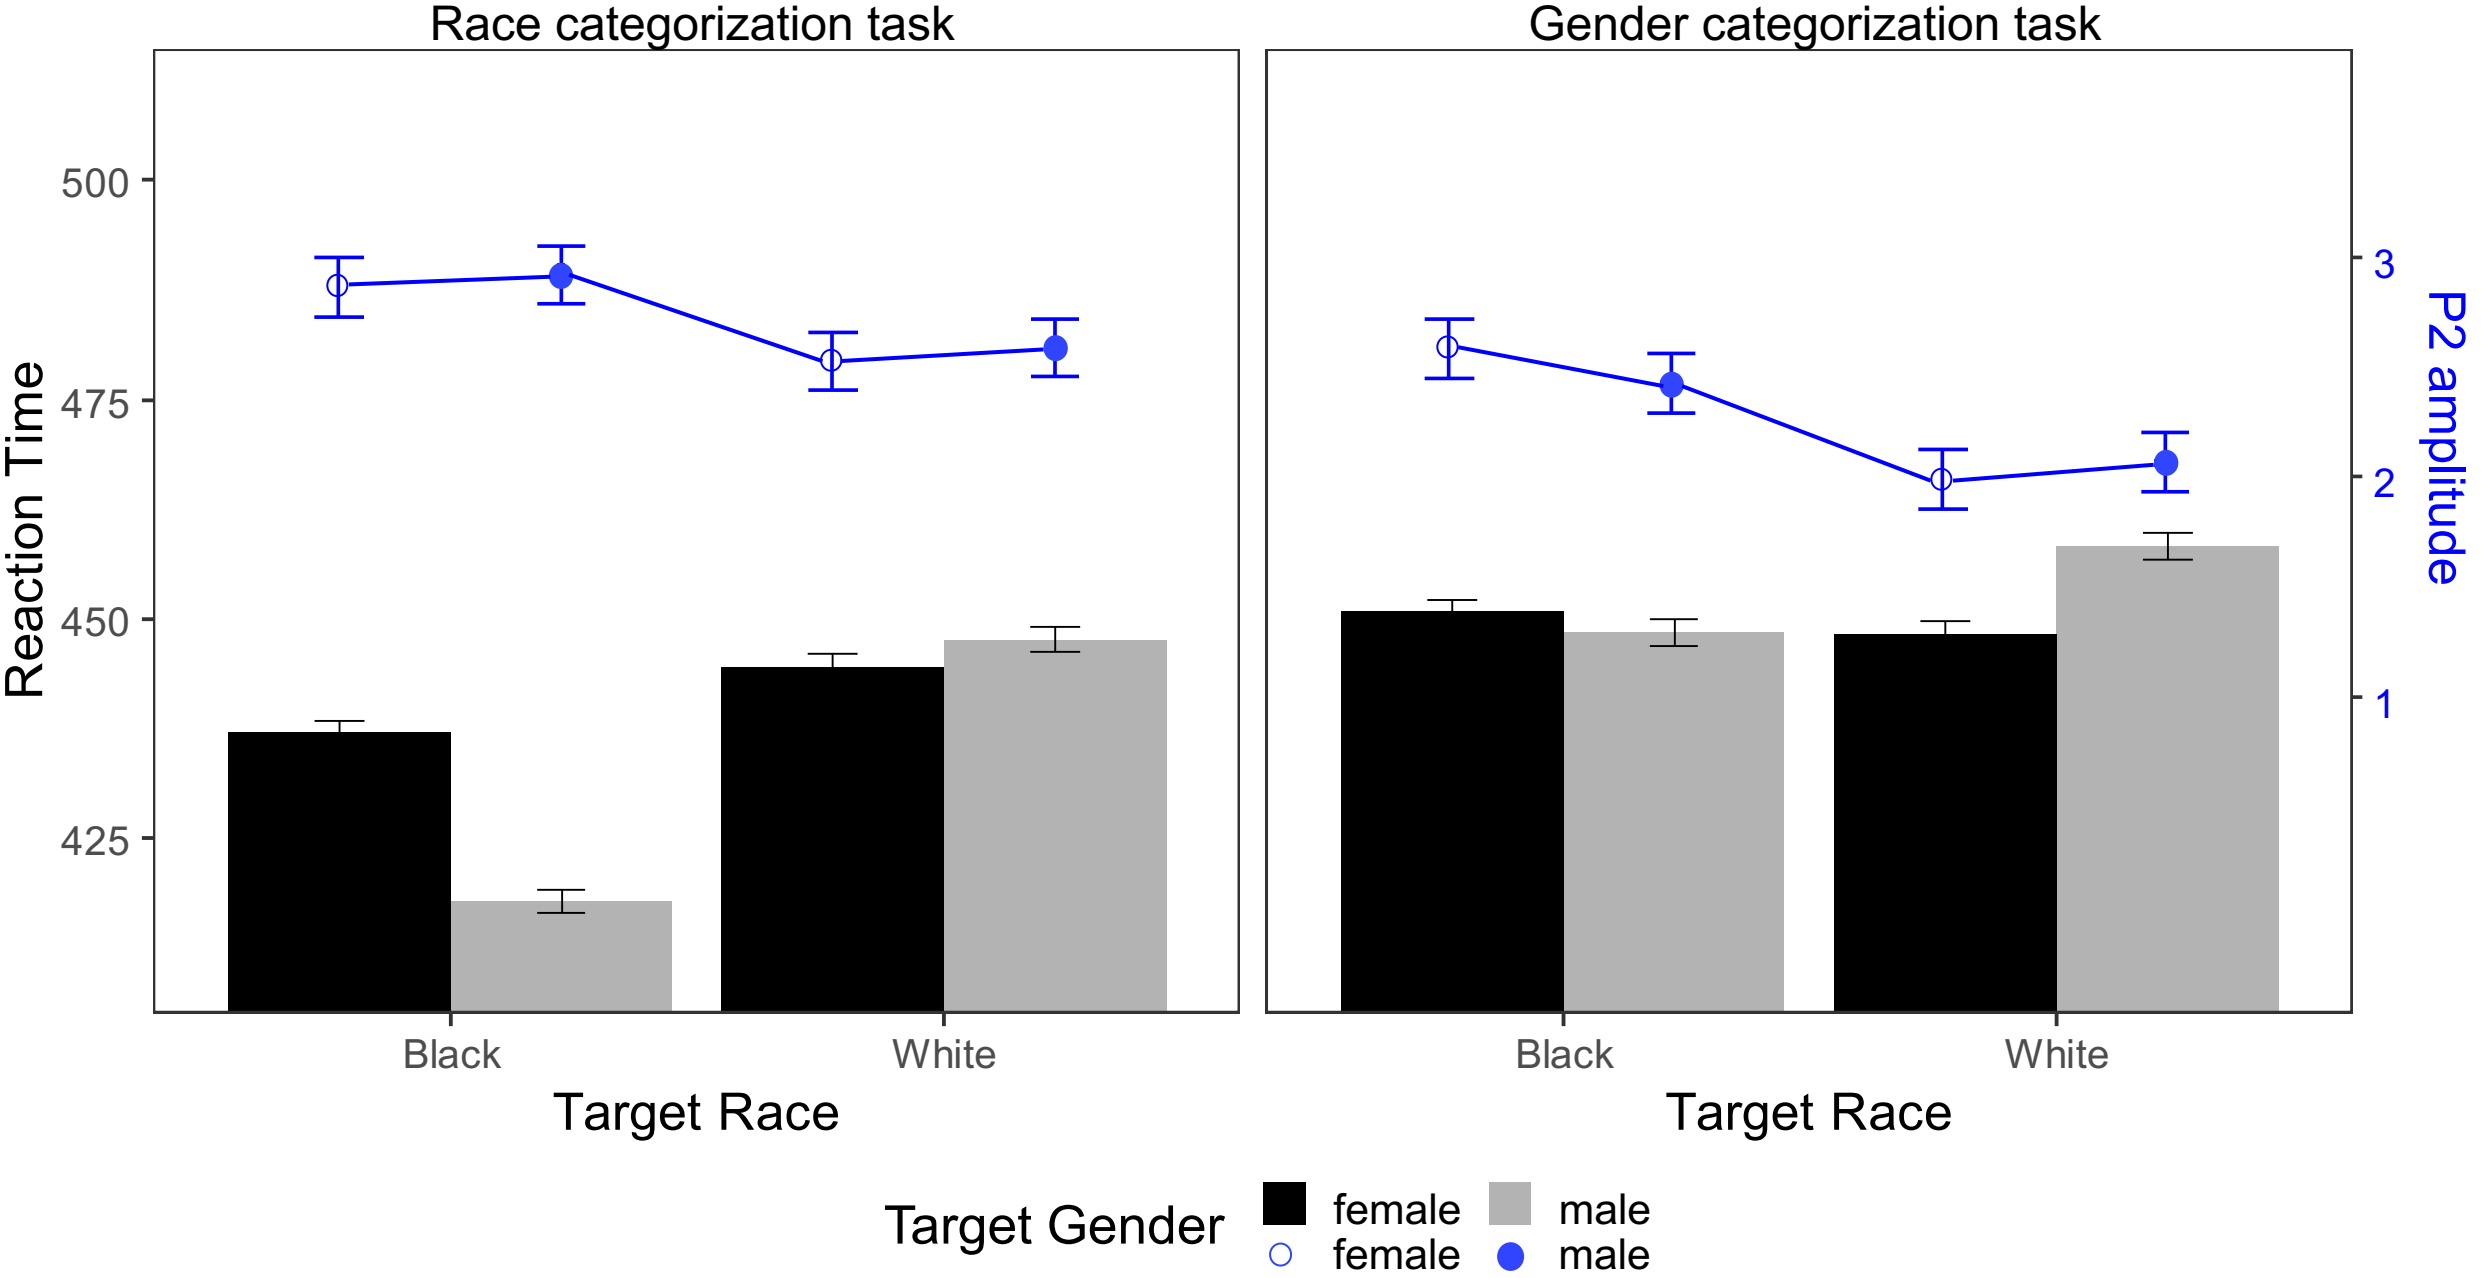 Race categorization task
Gender categorization task
Reaction Time
500
475
450
425
3
2
1
P2 amplitude
Black
White
Black
White
Target Race
Target Race
Target Gender
female
male
female
male